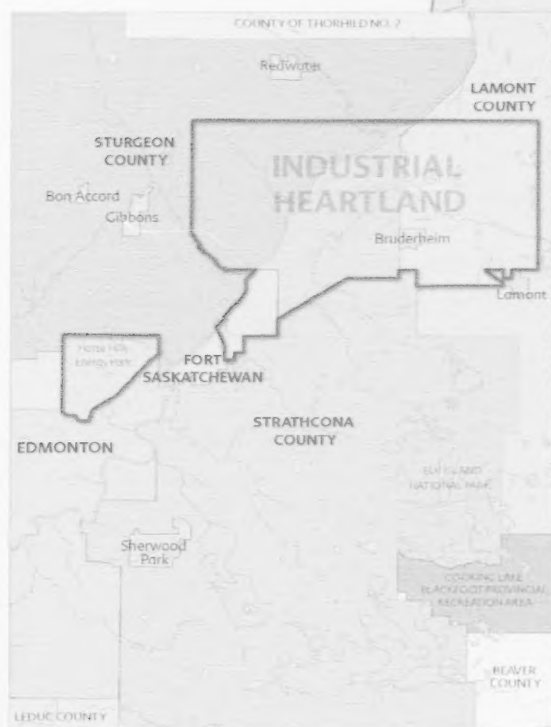 COUNTY OF THORHILD NO. 7
Redwater
LAMONT
COUNTY
STURGEON
COUNTY
INDUSTRIAL
HEARTLAND
Bon Accord
Gibbons
Bruderheim
Lamont
FORT
SASKATCHEWAN
STRATHCONA
COUNTY
EDMONTON
ELK ISLAND
NATIONAL PARK
Sherwood
Park
COOKING LAKE
BLACKFOOT PROVINCIAL
RECREATION AREA
BEAVER
COUNTY
LEDUC COUNTY